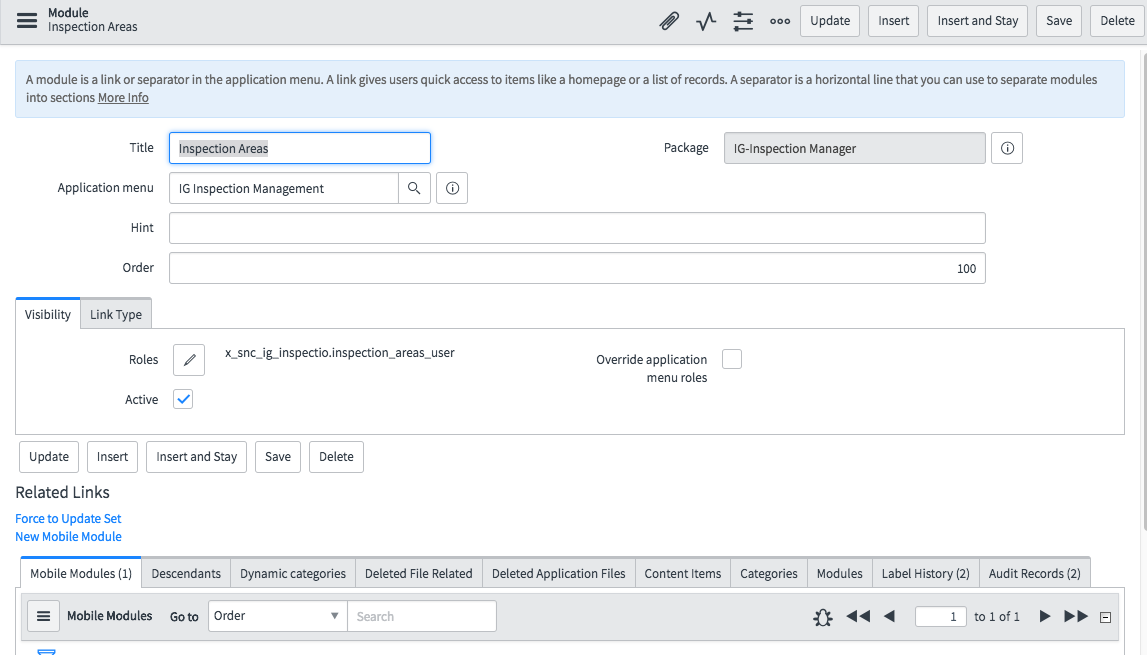 Module
Inspection Areas
Update Insert Insert and Stay Save Delete
A module is a link or separator in the application menu. A link gives users quick access to items like a homepage or a list of records. A separator is a horizontal line that you can use to separate modules
into sections More Info
Title Inspection Areas Package IG-Inspection Manager
Application menu IG Inspection Management
Hint
Order 100
Visibility Link Type
Roles x_snc_ig_inspectio.inspection_areas_user Override application
menu roles
Active
Update Insert Insert and Stay Save Delete
Related Links
Force to Update Set
New Mobile Module
Mobile Modules (1) Descendants Dynamic categories Deleted File Related Deleted Application Files Content Items Categories Modules Label History (2) Audit Records (2)
Mobile Modules Go to Order Search 1 to 1 of 1